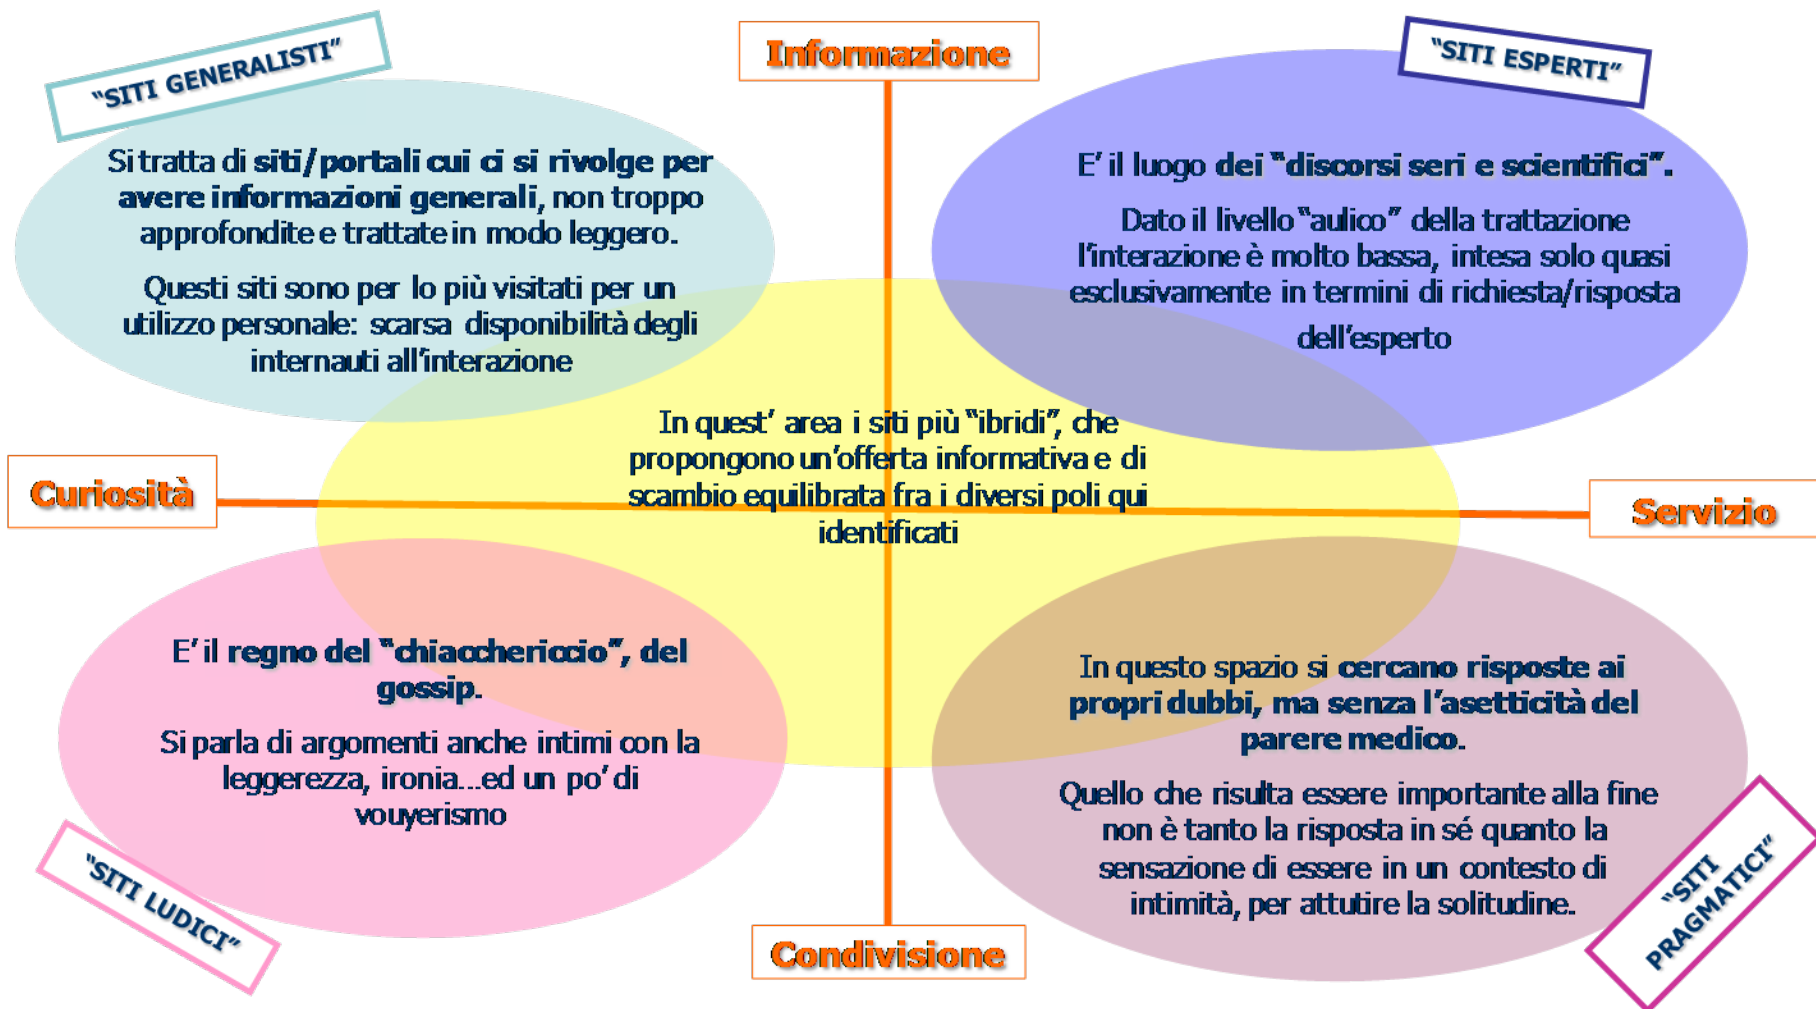 "SITI GENERALISTI"
Informazione
"SITI ESPERTI"
Si tratta di siti/portali cui ci si rivolge per
avere informazioni generali, non troppo
approfondite e trattate in modo leggero.
Questi siti sono per lo più visitati per un
utilizzo personale: scarsa disponibilità degli
internauti all'interazione
E' il luogo dei "discorsi seri e scientifici".
Dato il livello "aulico" della trattazione
l'interazione è molto bassa, intesa solo quasi
esclusivamente in termini di richiesta/risposta
dell'esperto
In quest' area i siti più "ibridi", che
propongono un'offerta informativa e di
scambio equilibrata fra i diversi poli qui
identificati
Curiosità
Servizio
E' il regno del "chiacchericcio", del
gossip.
Si parla di argomenti anche intimi con la
leggerezza, ironia...ed un po' di
vouyerismo
In questo spazio si cercano risposte ai
propri dubbi, ma senza l'asetticità del
parere medico.
Quello che risulta essere importante alla fine
non è tanto la risposta in sé quanto la
sensazione di essere in un contesto di
intimità, per attutire la solitudine.
"SITI LUDICI"
Condivisione
"SITI
PRAGMATICI"